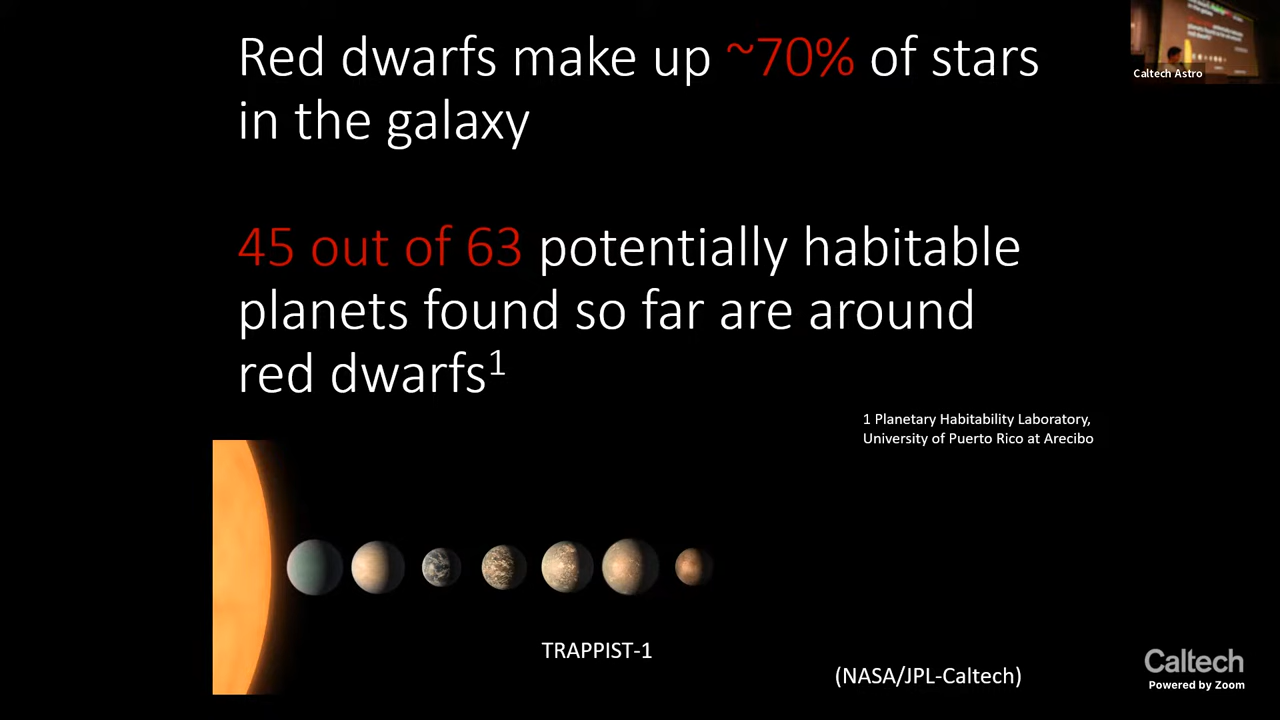 Red dwarfs make up ~70% of stars
in the galaxy
45 out of 63 potentially habitable
planets found so far are around
red dwarfs¹
1 Planetary Habitability Laboratory,
University of Puerto Rico at Arecibo
TRAPPIST-1
(NASA/JPL-Caltech)
Caltech Astro
Caltech
Powered by Zoom